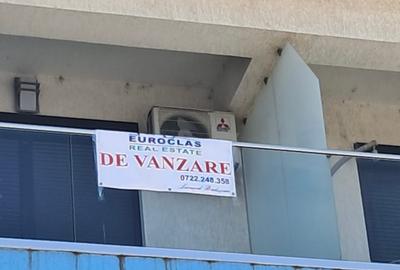 EUROCLAS
REAL ESTATE
DE VANZARE
0722.248.358